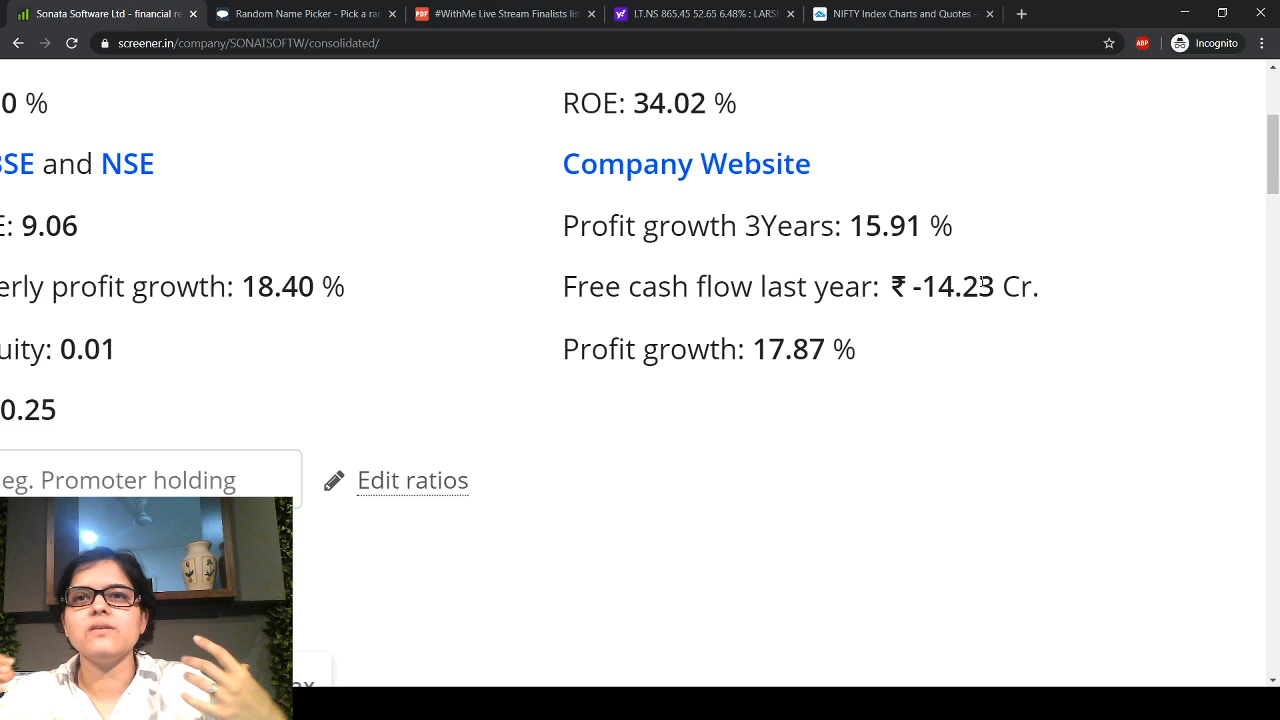 Sonata Software Ltd - financial re
Random Name Picker - Pick a ran
PDF
#WithMe Live Stream Finalists lis
LT.NS 865.45 52.65 6.48% : LARS
NIFTY Index Charts and Quotes –
screener.in/company/SONATSOFTW/consolidated/
ABP
Incognito
0 %
ROE: 34.02 %
BSE and NSE
Company Website
E: 9.06
Profit growth 3Years: 15.91 %
erly profit growth: 18.40 %
Free cash flow last year: ₹ -14.23 Cr.
uity: 0.01
Profit growth: 17.87 %
0.25
eg. Promoter holding
Edit ratios
ax